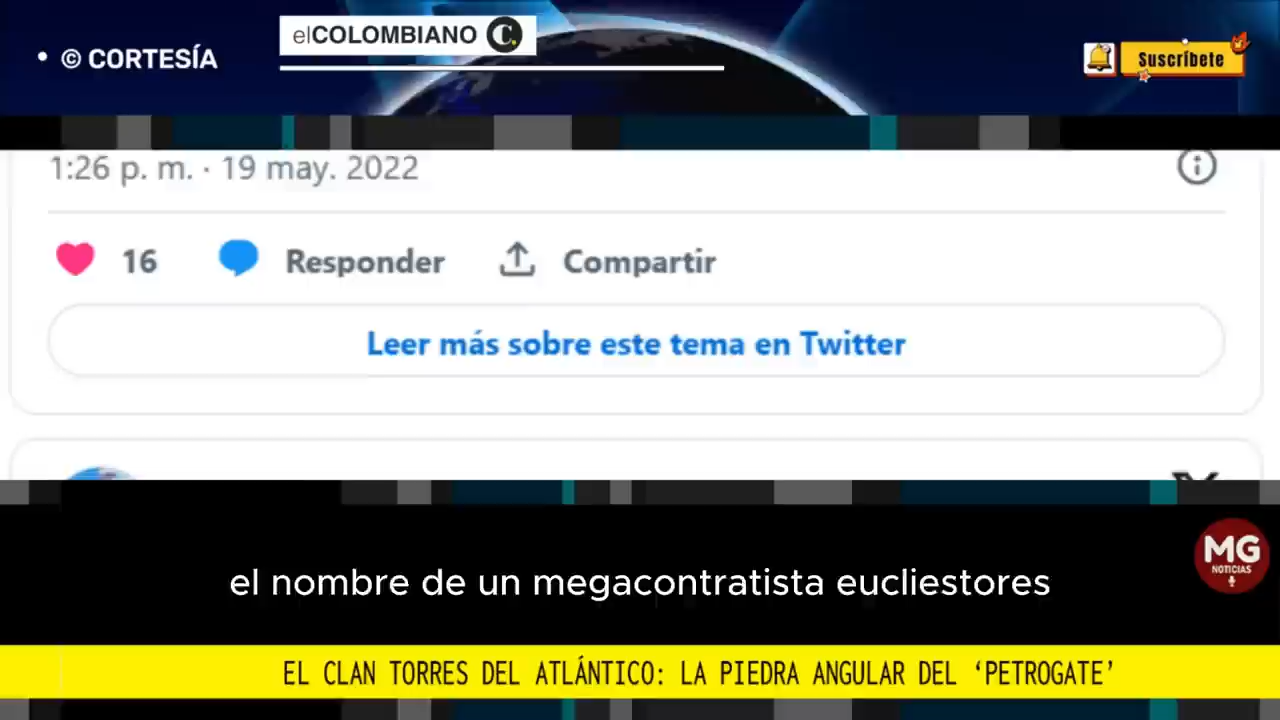 elCOLOMBIANO C.
• © CORTESÍA
Suscríbete
1:26 p. m. · 19 may. 2022
16 Responder Compartir
Leer más sobre este tema en Twitter
MG
NOTICIAS
el nombre de un megacontratista eucliestores
EL CLAN TORRES DEL ATLÁNTICO: LA PIEDRA ANGULAR DEL ‘PETROGATE’